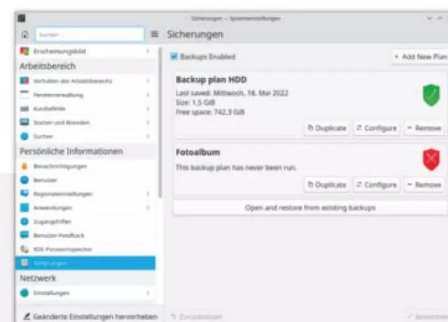 Sicherungen — Systemeinstellungen
Suchen ...
Sicherungen
Erscheinungsbild
Arbeitsbereich
Verhalten des Arbeitsbereichs
Fensterverwaltung
Kurzbefehle
Starten und Beenden
Suchen
Persönliche Informationen
Benachrichtigungen
Benutzer
Regionaleinstellungen
Anwendungen
Zugangshilfen
Benutzer-Feedback
KDE-Passwortspeicher
Sicherungen
Netzwerk
Einstellungen
Geänderte Einstellungen hervorheben
Backups Enabled
+ Add New Plan
Backup plan HDD
Last saved: Mittwoch, 18. Mai 2022
Size: 1,5 GiB
Free space: 742,3 GiB
Duplicate
Configure
− Remove
Fotoalbum
This backup plan has never been run.
Duplicate
Configure
− Remove
Open and restore from existing backups
Zurücksetzen
Anwenden